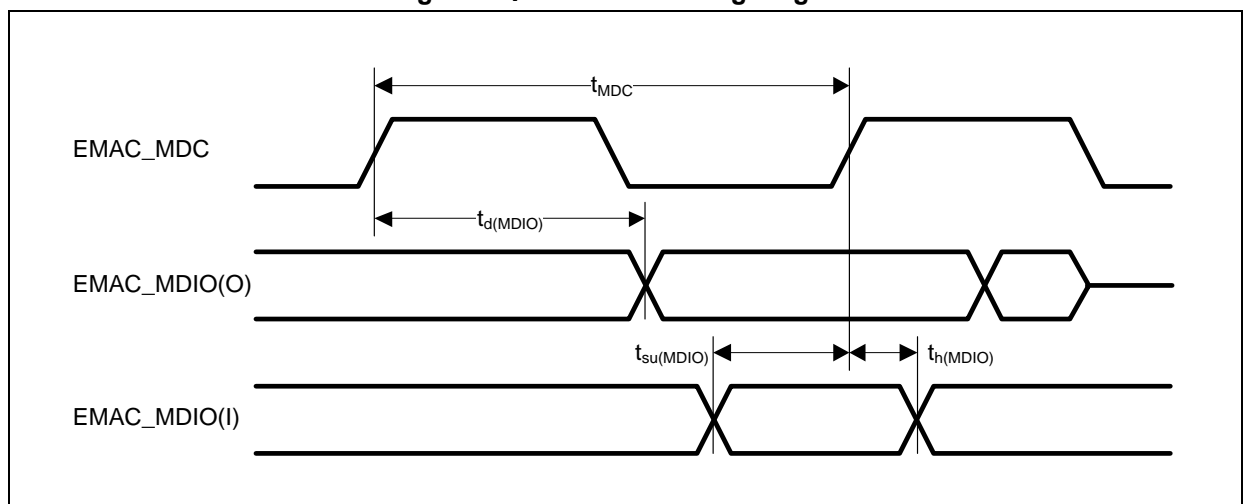 t_MDC
EMAC_MDC
t_d(MDIO)
EMAC_MDIO(O)
t_su(MDIO) t_h(MDIO)
EMAC_MDIO(I)